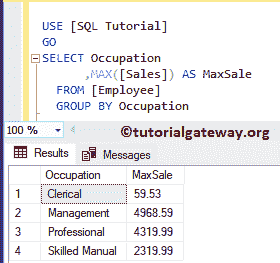 USE [SQL Tutorial]
GO
SELECT Occupation
,MAX([Sales]) AS MaxSale
FROM [Employee]
GROUP BY Occupation
100 %
©tutorialgateway.org
Results Messages
Occupation MaxSale
1 Clerical 59.53
2 Management 4968.59
3 Professional 4319.99
4 Skilled Manual 2319.99